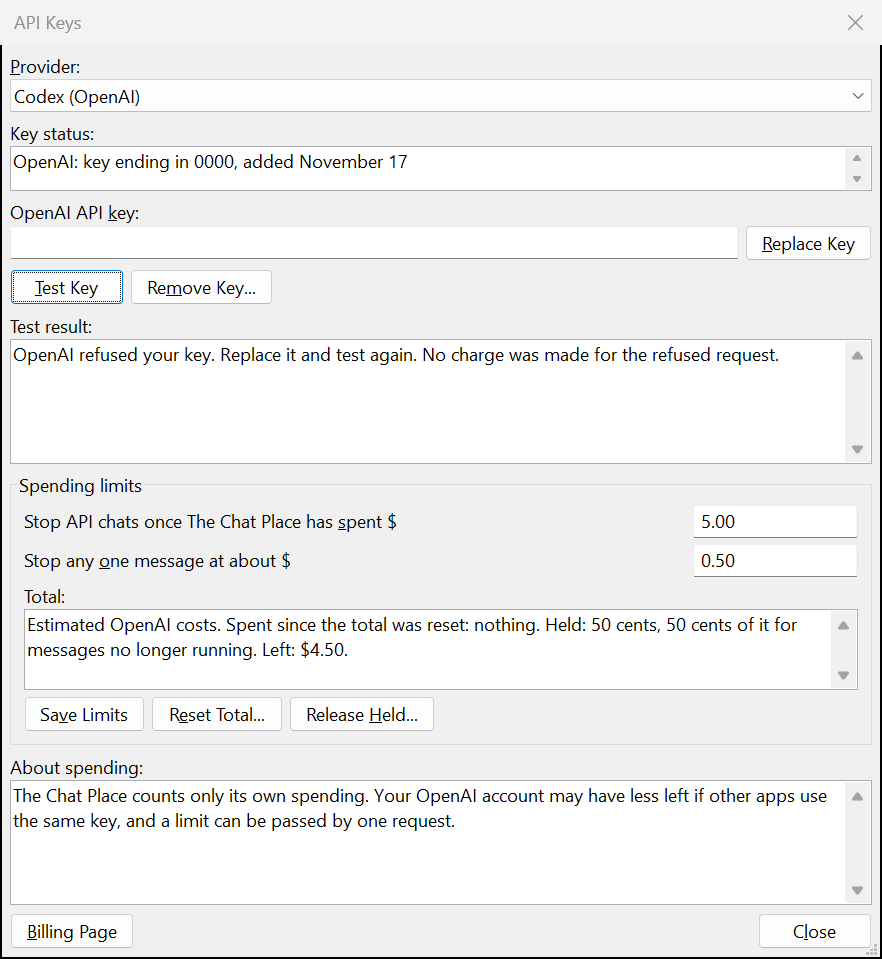 API Keys
Provider:
Codex (OpenAI)
Key status:
OpenAI: key ending in 0000, added November 17
OpenAI API key:
Replace Key
Test Key
Remove Key...
Test result:
OpenAI refused your key. Replace it and test again. No charge was made for the refused request.
Spending limits
Stop API chats once The Chat Place has spent $
5.00
Stop any one message at about $
0.50
Total:
Estimated OpenAI costs. Spent since the total was reset: nothing. Held: 50 cents, 50 cents of it for
messages no longer running. Left: $4.50.
Save Limits
Reset Total...
Release Held...
About spending:
The Chat Place counts only its own spending. Your OpenAI account may have less left if other apps use
the same key, and a limit can be passed by one request.
Billing Page
Close